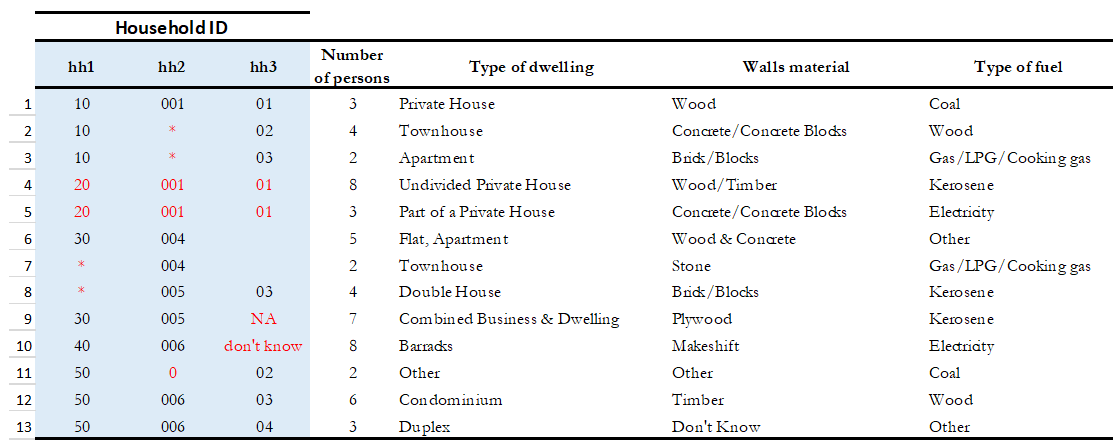 Household ID
hh1 hh2 hh3 Number of persons Type of dwelling Walls material Type of fuel
1 10 001 01 3 Private House Wood Coal
2 10 * 02 4 Townhouse Concrete/Concrete Blocks Wood
3 10 * 03 2 Apartment Brick/Blocks Gas/LPG/Cooking gas
4 20 001 01 8 Undivided Private House Wood/Timber Kerosene
5 20 001 01 3 Part of a Private House Concrete/Concrete Blocks Electricity
6 30 004 5 Flat, Apartment Wood & Concrete Other
7 * 004 2 Townhouse Stone Gas/LPG/Cooking gas
8 * 005 03 4 Double House Brick/Blocks Kerosene
9 30 005 NA 7 Combined Business & Dwelling Plywood Kerosene
10 40 006 don't know 8 Barracks Makeshift Electricity
11 50 0 02 2 Other Other Coal
12 50 006 03 6 Condominium Timber Wood
13 50 006 04 3 Duplex Don't Know Other